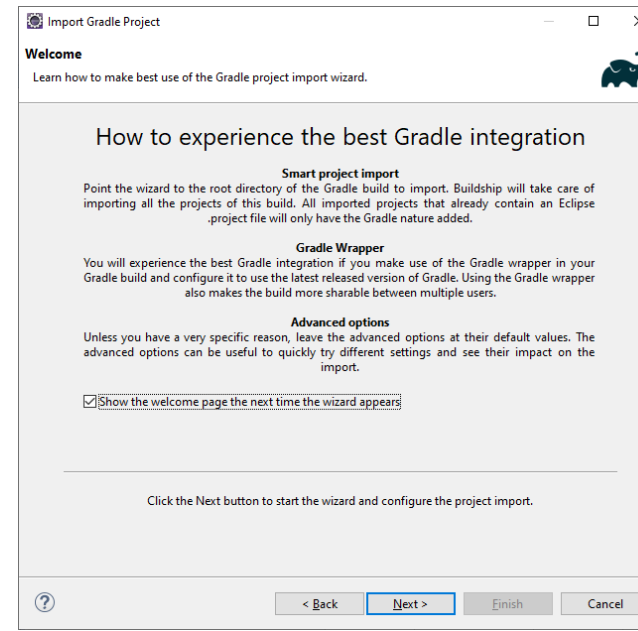 Import Gradle Project
Welcome
Learn how to make best use of the Gradle project import wizard.
How to experience the best Gradle integration
Smart project import
Point the wizard to the root directory of the Gradle build to import. Buildship will take care of
importing all the projects of this build. All imported projects that already contain an Eclipse
.project file will only have the Gradle nature added.
Gradle Wrapper
You will experience the best Gradle integration if you make use of the Gradle wrapper in your
Gradle build and configure it to use the latest released version of Gradle. Using the Gradle wrapper
also makes the build more sharable between multiple users.
Advanced options
Unless you have a very specific reason, leave the advanced options at their default values. The
advanced options can be useful to quickly try different settings and see their impact on the
import.
Show the welcome page the next time the wizard appears
Click the Next button to start the wizard and configure the project import.
? < Back Next > Finish Cancel